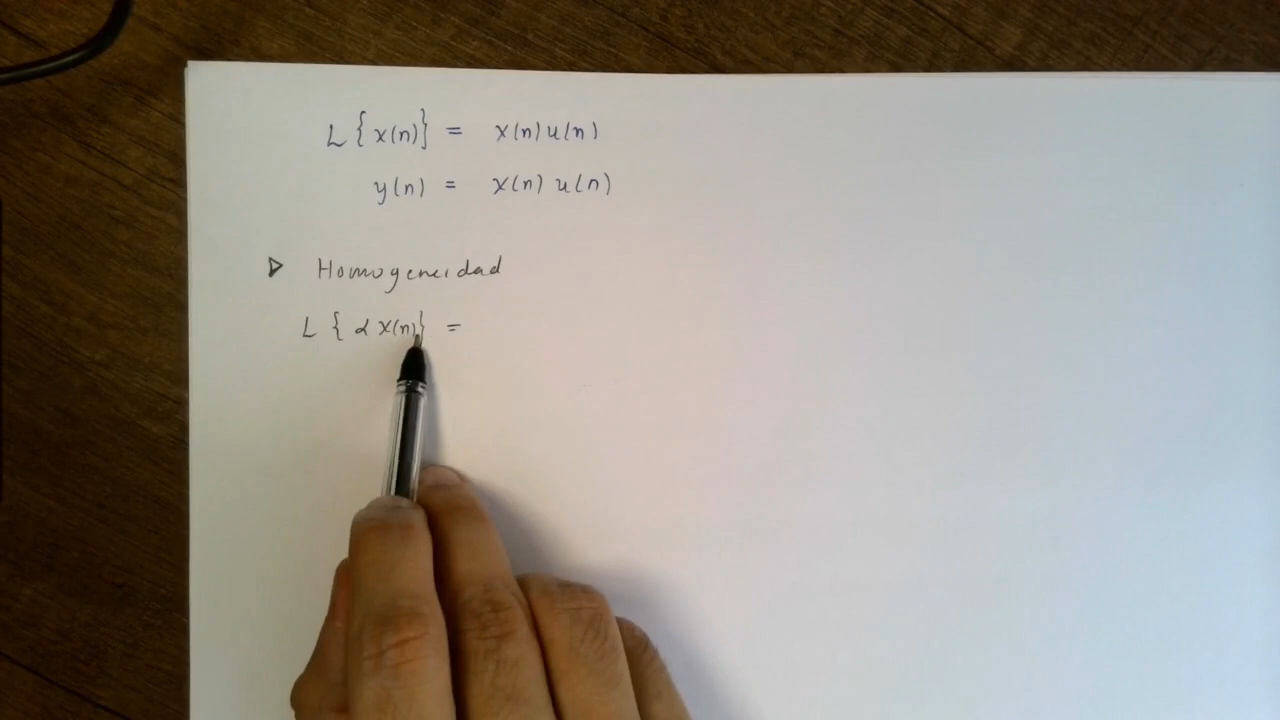 L{x(n)} = x(n)u(n)
y(n) = x(n) u(n)
▷ Homogeneidad
L{αx(n)} =